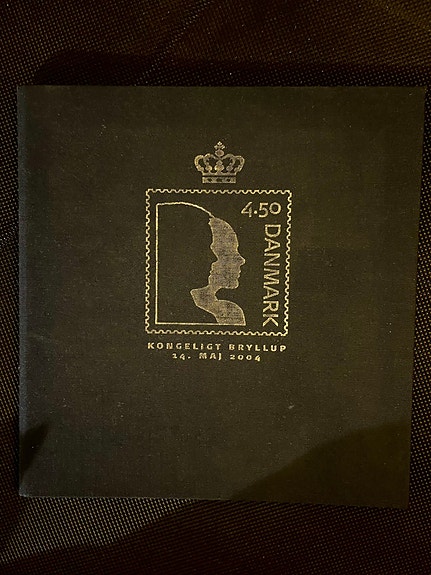 4.50
DANMARK
KONGELIGT BRYLLUP
14. MAJ 2004